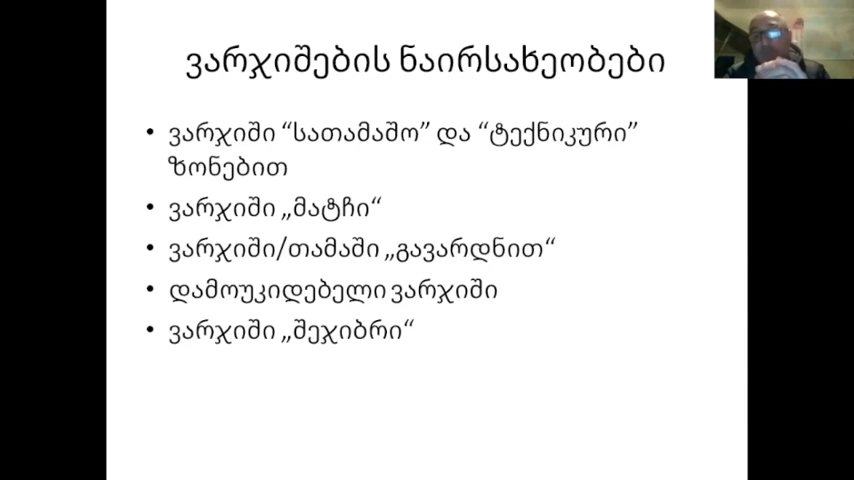 ვარჯიშების ნაირსახეობები
• ვარჯიში “სათამაშო” და “ტექნიკური”
ზონებით
• ვარჯიში „მატჩი“
• ვარჯიში/თამაში „გავარდნით“
• დამოუკიდებელი ვარჯიში
• ვარჯიში „შეჯიბრი“